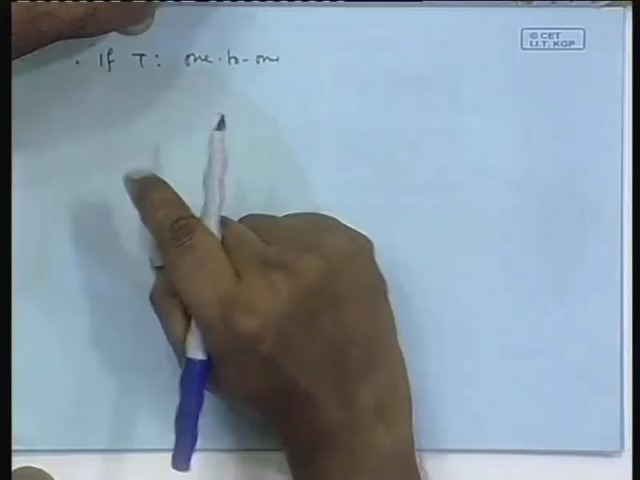 . If T: one-to-one
© CET
I.I.T. KGP